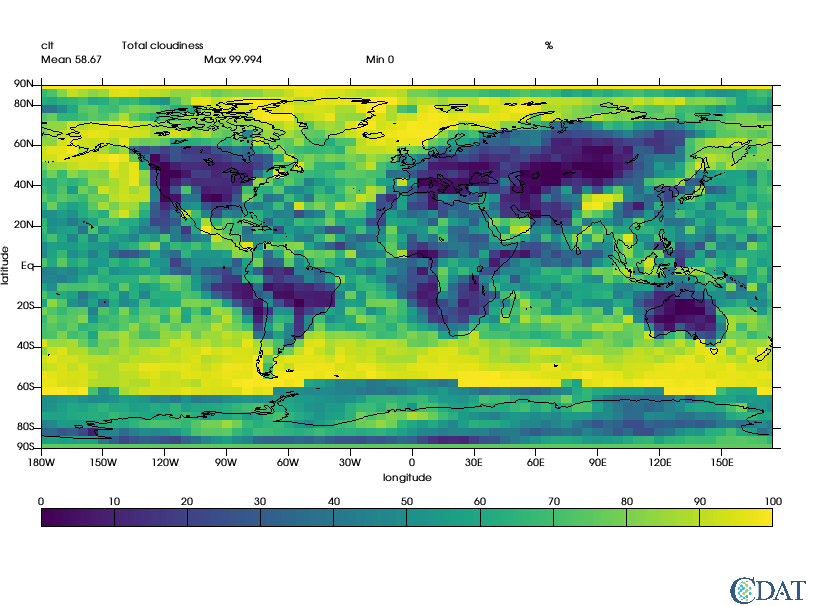 clt Total cloudiness %
Mean 58.67 Max 99.994 Min 0
90N
80N
60N
40N
20N
Eq
20S
40S
60S
80S
90S
latitude
180W 150W 120W 90W 60W 30W 0 30E 60E 90E 120E 150E
longitude
0 10 20 30 40 50 60 70 80 90 100
CDAT